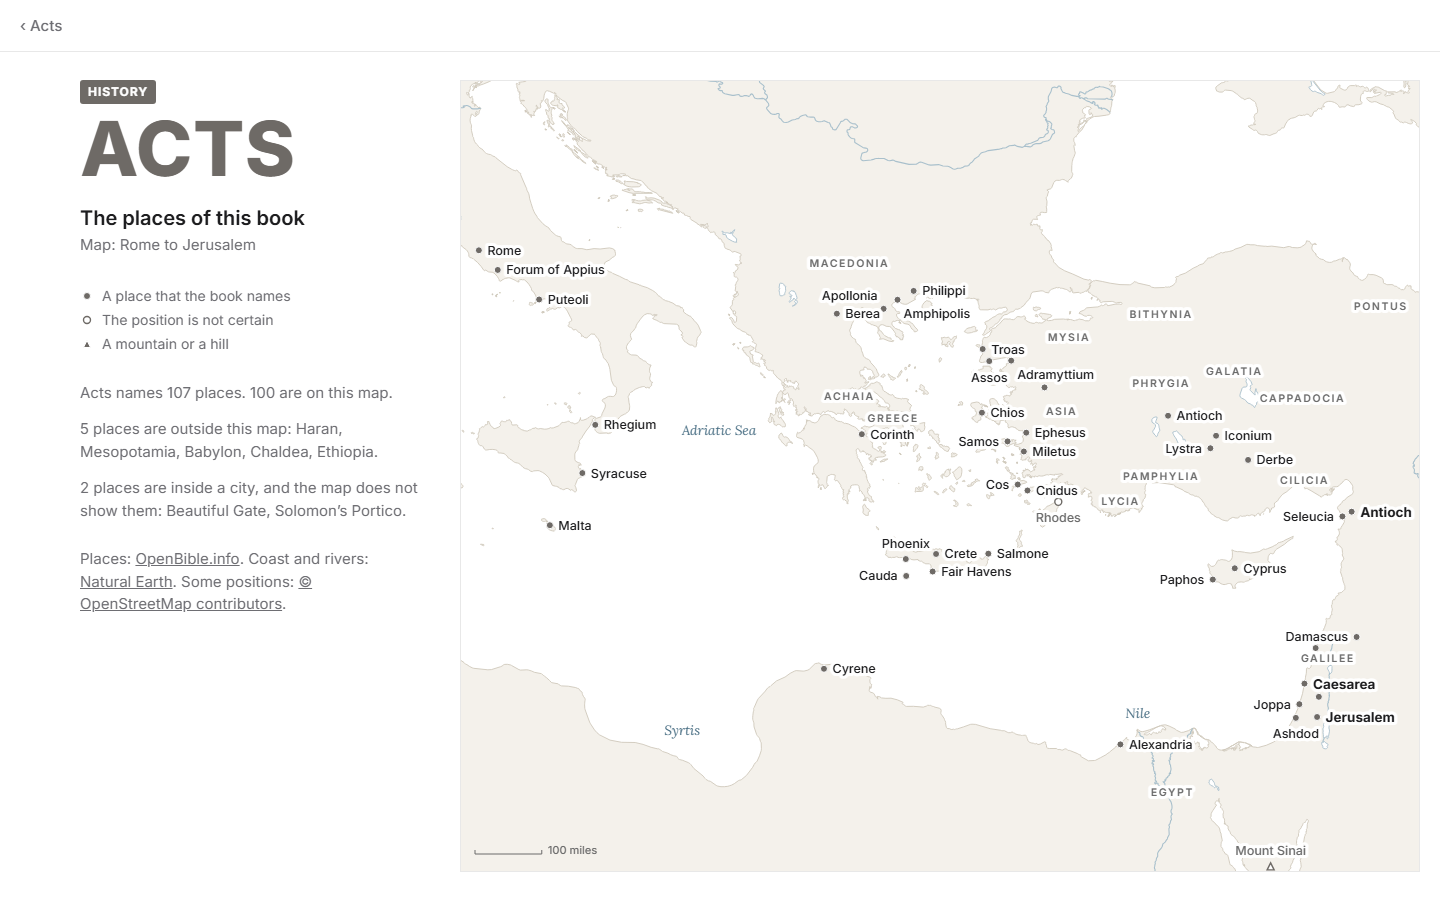 ‹ Acts
HISTORY
ACTS
The places of this book
Map: Rome to Jerusalem
A place that the book names
The position is not certain
A mountain or a hill
Acts names 107 places. 100 are on this map.
5 places are outside this map: Haran,
Mesopotamia, Babylon, Chaldea, Ethiopia.
2 places are inside a city, and the map does not
show them: Beautiful Gate, Solomon’s Portico.
Places: OpenBible.info. Coast and rivers:
Natural Earth. Some positions: ©
OpenStreetMap contributors.
Rome
Forum of Appius
Puteoli
MACEDONIA
Apollonia
Philippi
Berea
Amphipolis
BITHYNIA
PONTUS
MYSIA
Troas
Assos
Adramyttium
GALATIA
PHRYGIA
CAPPADOCIA
ACHAIA
GREECE
Chios
ASIA
Antioch
Rhegium
Adriatic Sea
Corinth
Samos
Ephesus
Miletus
Iconium
Lystra
Derbe
Syracuse
PAMPHYLIA
CILICIA
Cos
Cnidus
LYCIA
Rhodes
Seleucia
Antioch
Malta
Phoenix
Crete
Salmone
Cauda
Fair Havens
Cyprus
Paphos
Damascus
GALILEE
Cyrene
Caesarea
Joppa
Jerusalem
Ashdod
Nile
Syrtis
Alexandria
EGYPT
100 miles
Mount Sinai